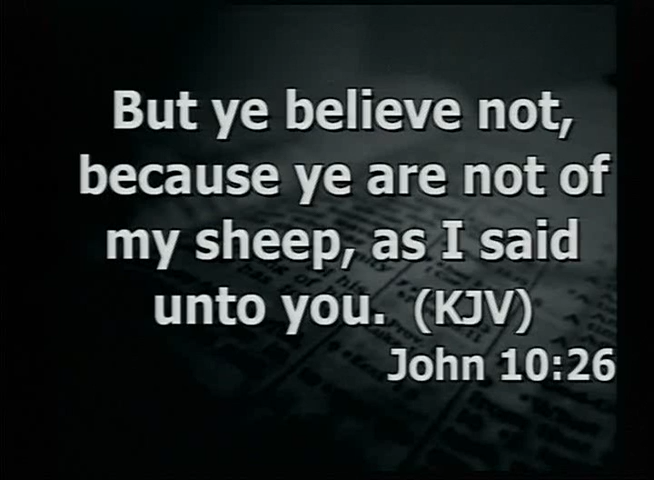 But ye believe not,
because ye are not of
my sheep, as I said
unto you. (KJV)
John 10:26